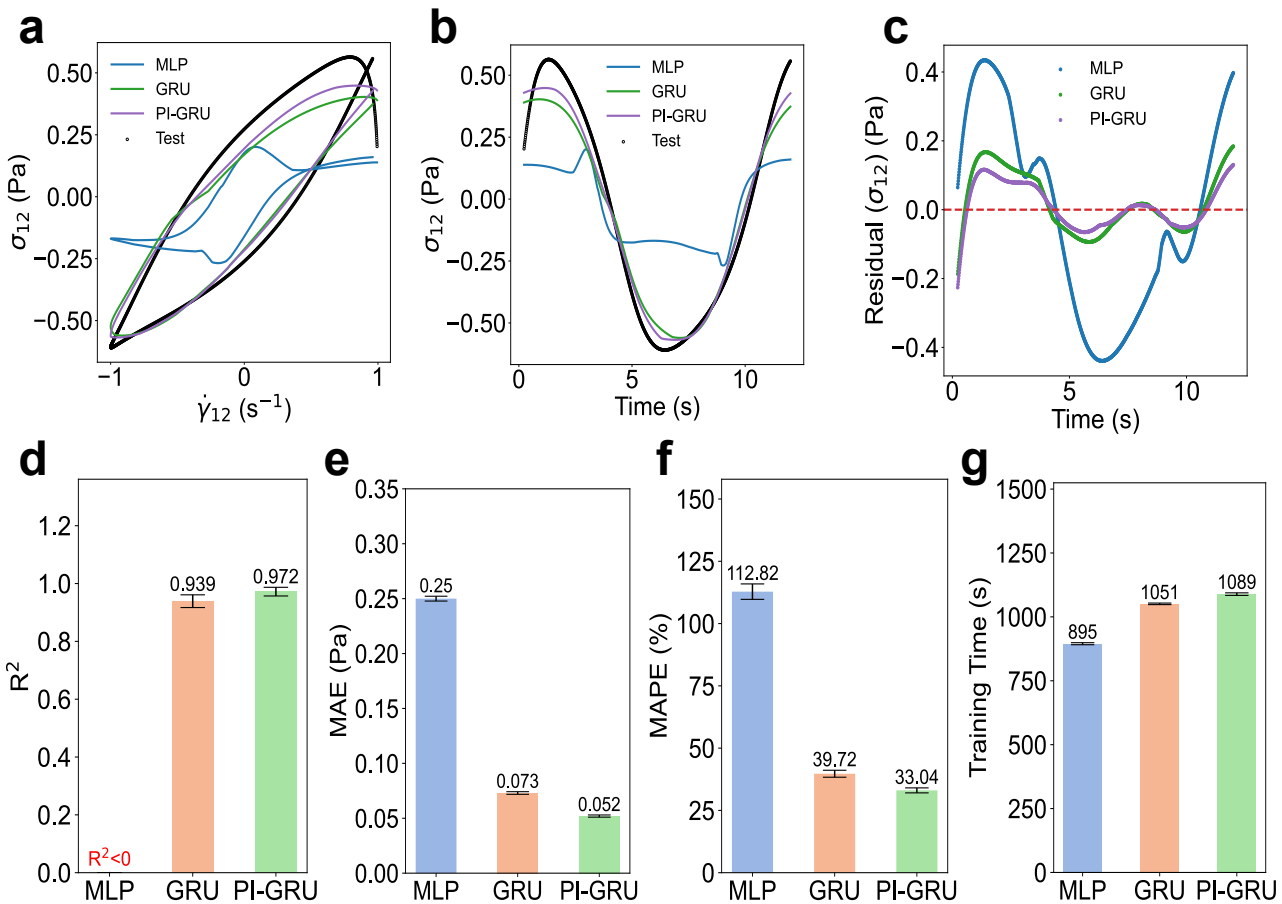 a
0.50
0.25
0.00
−0.25
−0.50
σ12 (Pa)
MLP
GRU
PI-GRU
Test
−1
0
1
γ̇12 (s−1)
b
0.50
0.25
0.00
−0.25
−0.50
σ12 (Pa)
MLP
GRU
PI-GRU
Test
0
5
10
Time (s)
c
0.4
0.2
0.0
−0.2
−0.4
Residual (σ12) (Pa)
MLP
GRU
PI-GRU
0
5
10
Time (s)
d
1.2
1.0
0.8
0.6
0.4
0.2
0.0
R2
0.939
0.972
R2<0
MLP
GRU
PI-GRU
e
0.35
0.30
0.25
0.20
0.15
0.10
0.05
0.00
MAE (Pa)
0.25
0.073
0.052
MLP
GRU
PI-GRU
f
150
125
100
75
50
25
0
MAPE (%)
112.82
39.72
33.04
MLP
GRU
PI-GRU
g
1500
1250
1000
750
500
250
0
Training Time (s)
895
1051
1089
MLP
GRU
PI-GRU